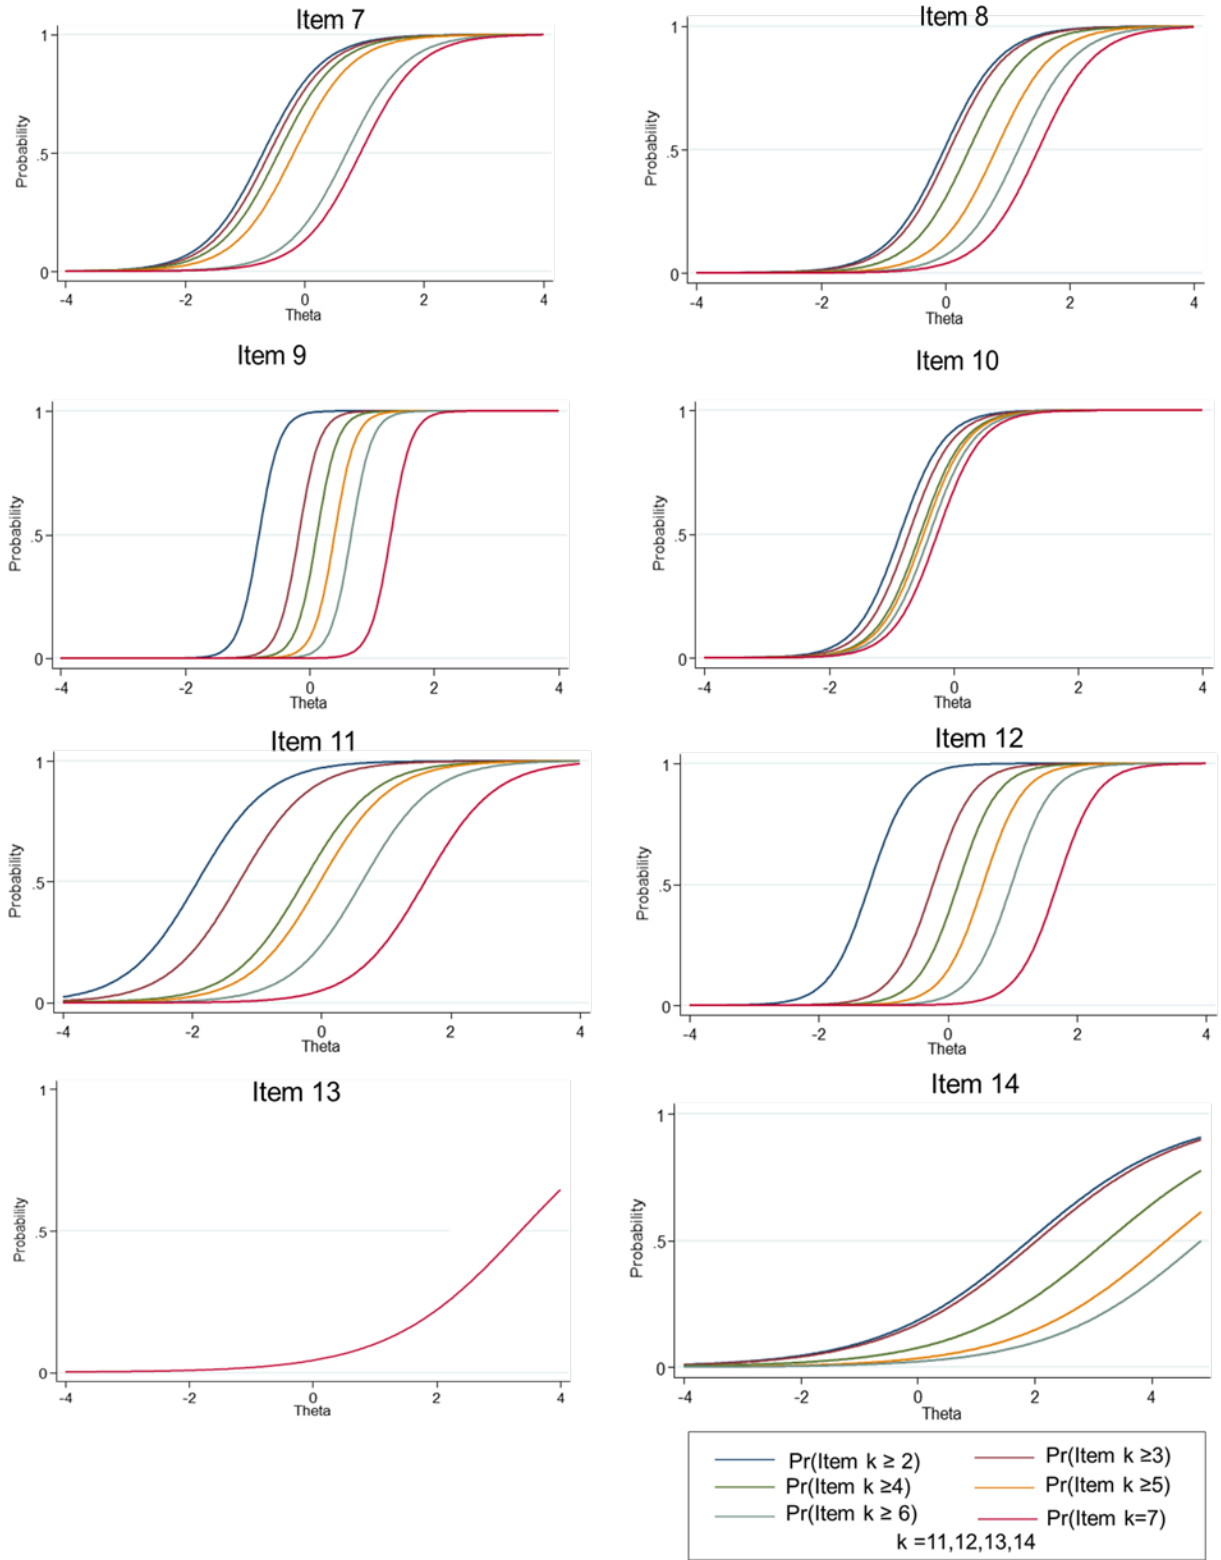 Item 7
Probability
1
.5
0
-4 -2 0 2 4
Theta
Item 8
Probability
1
.5
0
-4 -2 0 2 4
Theta
Item 9
Probability
1
.5
0
-4 -2 0 2 4
Theta
Item 10
Probability
1
.5
0
-4 -2 0 2 4
Theta
Item 11
Probability
1
.5
0
-4 -2 0 2 4
Theta
Item 12
Probability
1
.5
0
-4 -2 0 2 4
Theta
Item 13
Probability
1
.5
0
-4 -2 0 2 4
Theta
Item 14
Probability
1
.5
0
-4 -2 0 2 4
Theta
Pr(Item k ≥ 2) Pr(Item k ≥3)
Pr(Item k ≥4) Pr(Item k ≥5)
Pr(Item k ≥ 6) Pr(Item k=7)
k =11,12,13,14